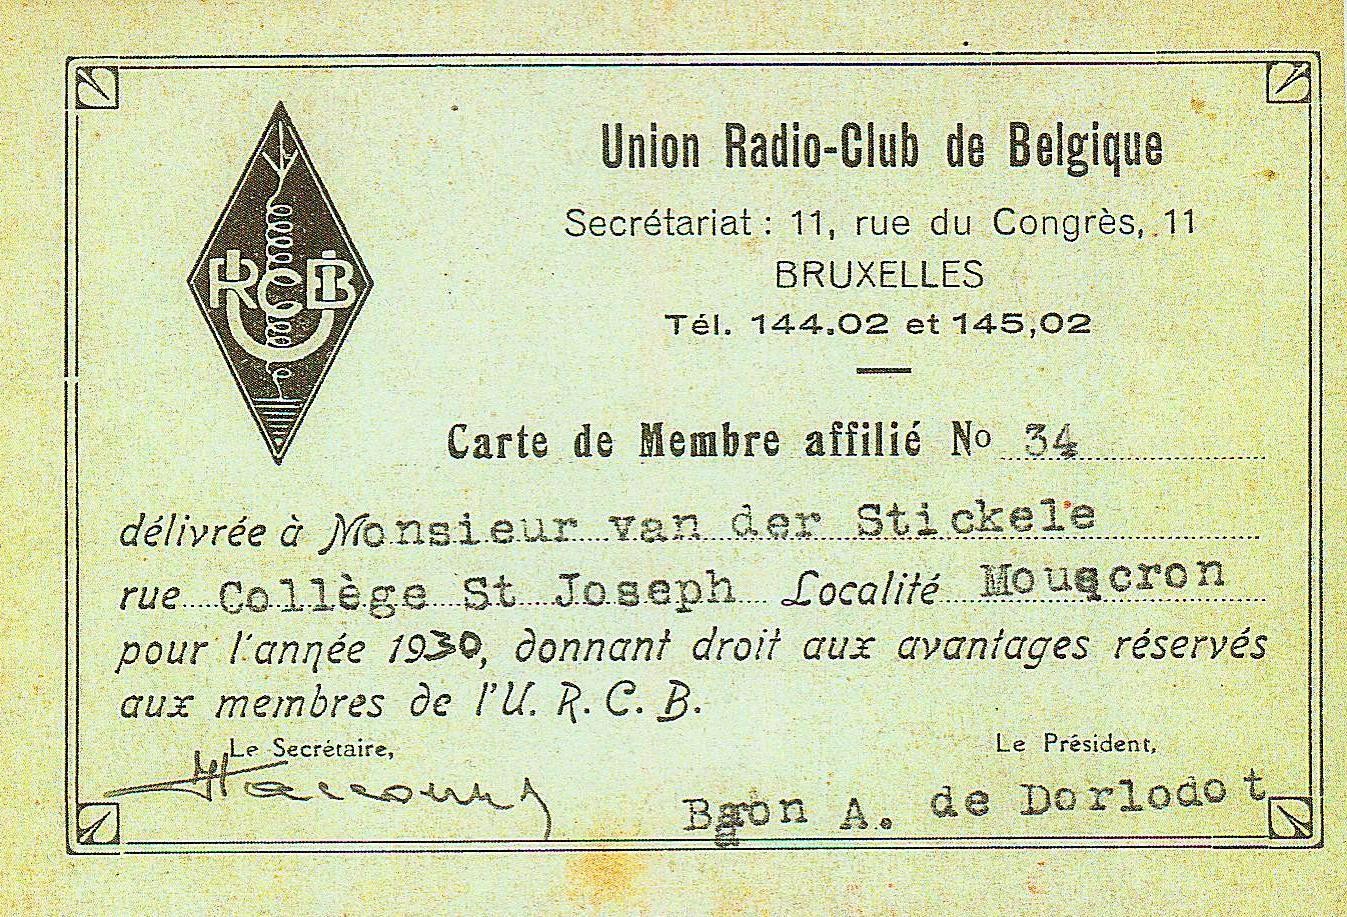 Union Radio-Club de Belgique
Secrétariat : 11, rue du Congrès, 11
BRUXELLES
Tél. 144.02 et 145,02
URCB
Carte de Membre affilié No 34
délivrée à Monsieur van der Stickele
rue Collège St Joseph Localité Mouscron
pour l'année 1930, donnant droit aux avantages réservés
aux membres de l'U. R. C. B.
Le Secrétaire,
Le Président,
Baron A. de Dorlodot